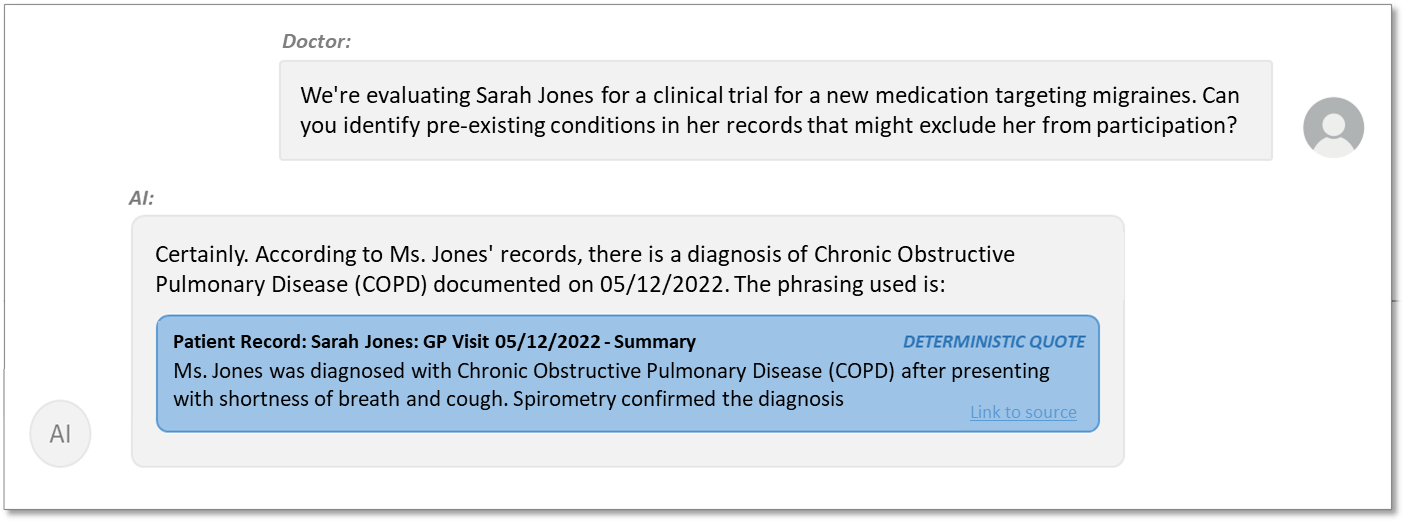 Doctor:
We're evaluating Sarah Jones for a clinical trial for a new medication targeting migraines. Can
you identify pre-existing conditions in her records that might exclude her from participation?
AI:
Certainly. According to Ms. Jones' records, there is a diagnosis of Chronic Obstructive
Pulmonary Disease (COPD) documented on 05/12/2022. The phrasing used is:
Patient Record: Sarah Jones: GP Visit 05/12/2022 - Summary
DETERMINISTIC QUOTE
Ms. Jones was diagnosed with Chronic Obstructive Pulmonary Disease (COPD) after presenting
with shortness of breath and cough. Spirometry confirmed the diagnosis
Link to source
AI